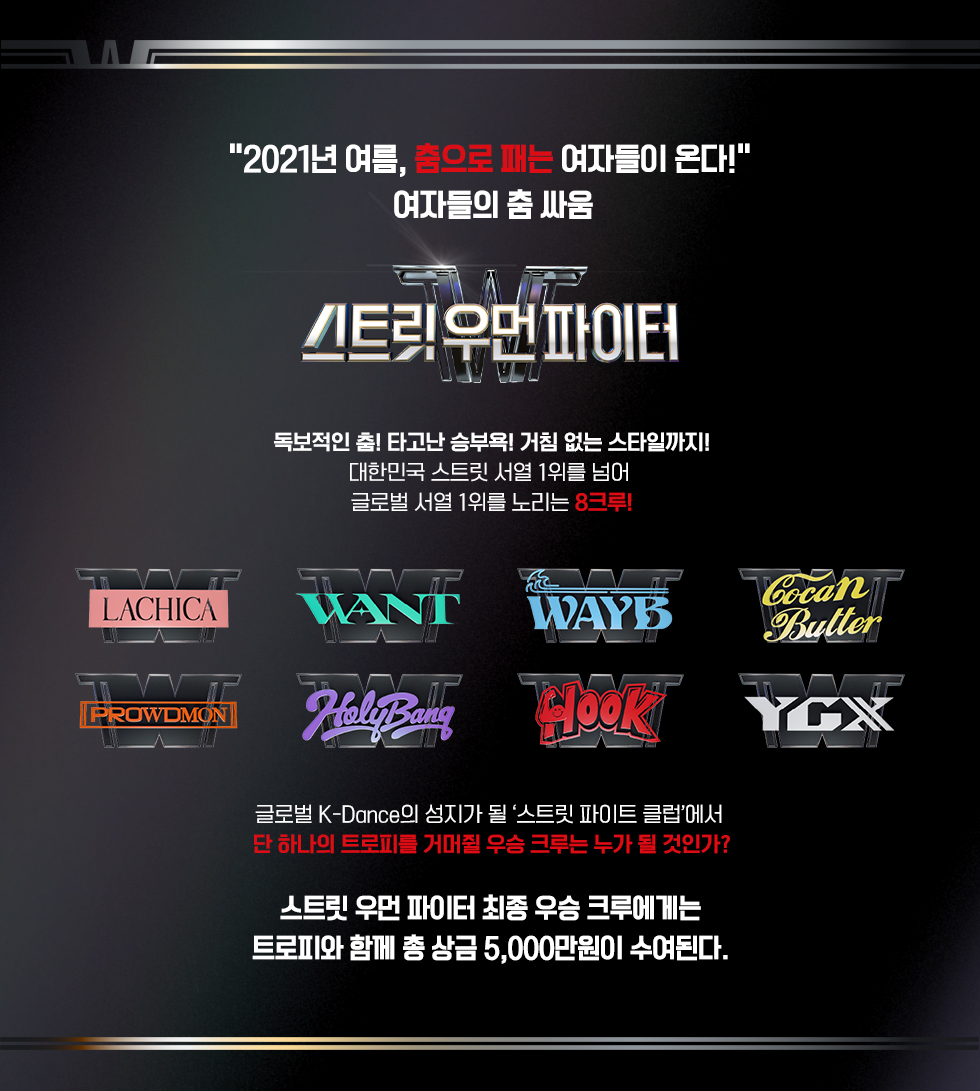 "2021년 여름, 춤으로 패는 여자들이 온다!"
여자들의 춤 싸움
스트릿 우먼 파이터
독보적인 춤! 타고난 승부욕! 거침 없는 스타일까지!
대한민국 스트릿 서열 1위를 넘어
글로벌 서열 1위를 노리는 8크루!
LACHICA
WANT
WAYB
Cocan Butter
PROWDMON
HolyBang
HOOK
YGX
글로벌 K-Dance의 성지가 될 '스트릿 파이트 클럽'에서
단 하나의 트로피를 거머쥘 우승 크루는 누가 될 것인가?
스트릿 우먼 파이터 최종 우승 크루에게는
트로피와 함께 총 상금 5,000만원이 수여된다.